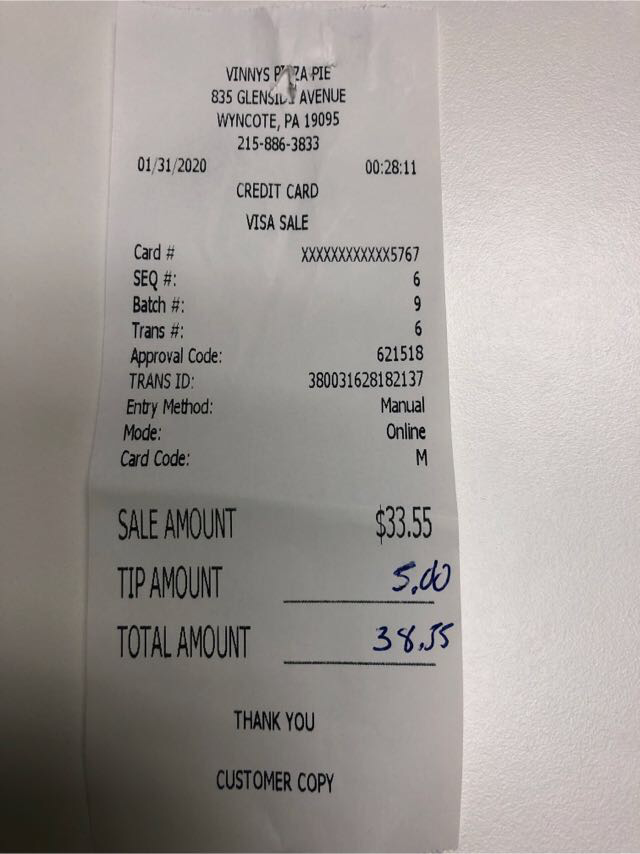 VINNYS PIZZA PIE
835 GLENSIDE AVENUE
WYNCOTE, PA 19095
215-886-3833
01/31/2020 00:28:11
CREDIT CARD
VISA SALE
Card # XXXXXXXXXXXX5767
SEQ #: 6
Batch #: 9
Trans #: 6
Approval Code: 621518
TRANS ID: 380031628182137
Entry Method: Manual
Mode: Online
Card Code: M
SALE AMOUNT $33.55
TIP AMOUNT 5.00
TOTAL AMOUNT 38.55
THANK YOU
CUSTOMER COPY